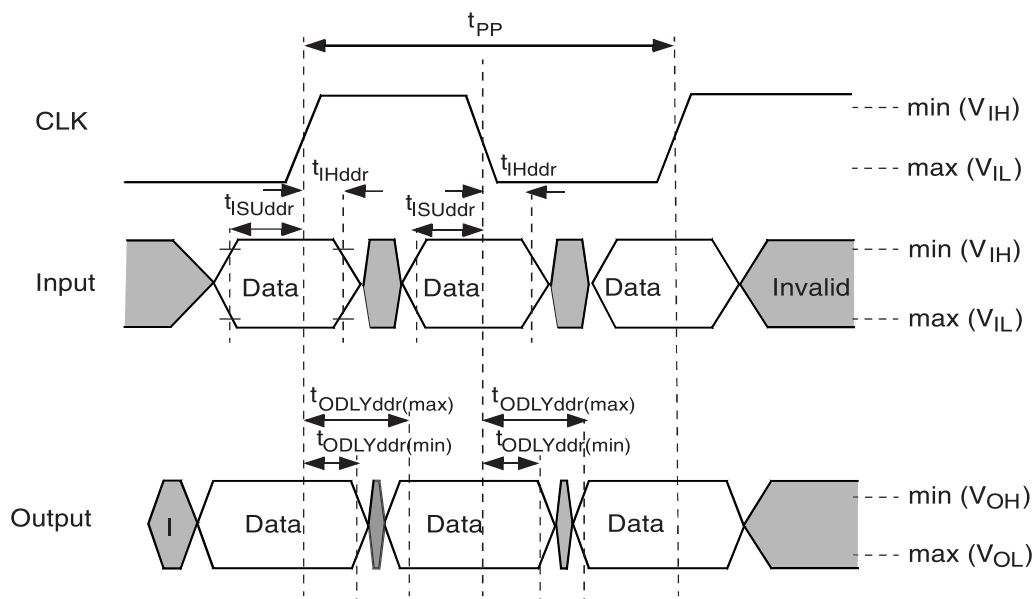 tPP
CLK
min (VIH)
max (VIL)
tIHddr
tIHddr
tISUddr
tISUddr
Input
Data
Data
Data
Invalid
min (VIH)
max (VIL)
tODLYddr(max)
tODLYddr(max)
tODLYddr(min)
tODLYddr(min)
Output
I
Data
Data
Data
min (VOH)
max (VOL)